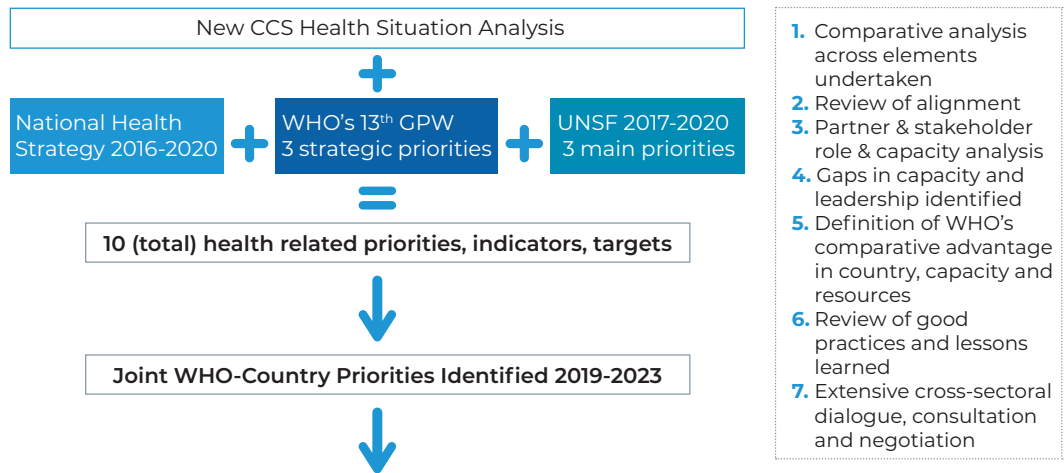 New CCS Health Situation Analysis
+
National Health
Strategy 2016-2020
+
WHO's 13th GPW
3 strategic priorities
+
UNSF 2017-2020
3 main priorities
=
10 (total) health related priorities, indicators, targets
Joint WHO-Country Priorities Identified 2019-2023
1. Comparative analysis
across elements
undertaken
2. Review of alignment
3. Partner & stakeholder
role & capacity analysis
4. Gaps in capacity and
leadership identified
5. Definition of WHO's
comparative advantage
in country, capacity and
resources
6. Review of good
practices and lessons
learned
7. Extensive cross-sectoral
dialogue, consultation
and negotiation